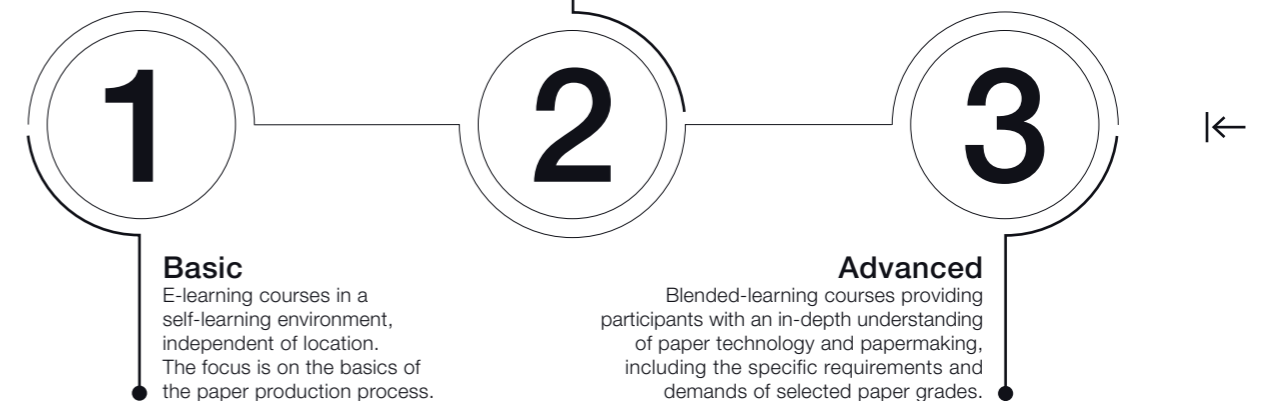 1
2
3
Basic
E-learning courses in a
self-learning environment,
independent of location.
The focus is on the basics of
the paper production process.
Advanced
Blended-learning courses providing
participants with an in-depth understanding
of paper technology and papermaking,
including the specific requirements and
demands of selected paper grades.